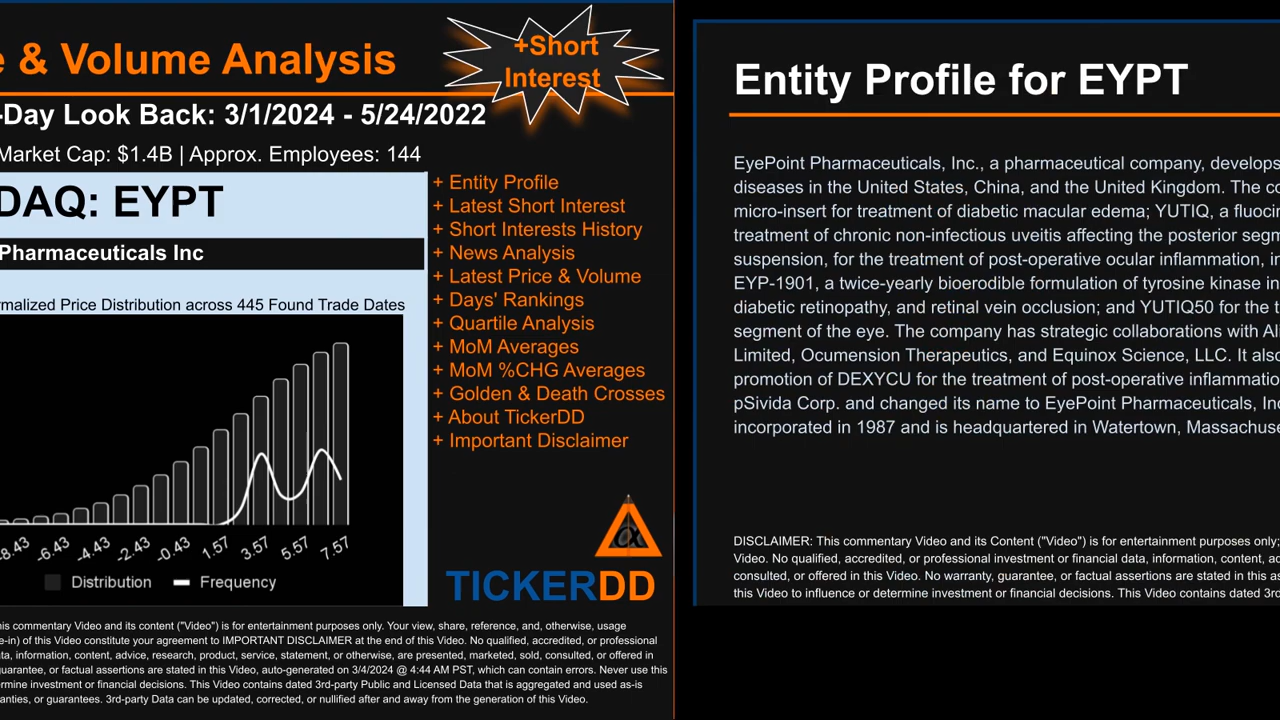 e & Volume Analysis
+Short
Interest
-Day Look Back: 3/1/2024 - 5/24/2022
Market Cap: $1.4B | Approx. Employees: 144
DAQ: EYPT
Pharmaceuticals Inc
rmalized Price Distribution across 445 Found Trade Dates
-8.43 -6.43 -4.43 -2.43 -0.43 1.57 3.57 5.57 7.57
Distribution Frequency
+ Entity Profile
+ Latest Short Interest
+ Short Interests History
+ News Analysis
+ Latest Price & Volume
+ Days' Rankings
+ Quartile Analysis
+ MoM Averages
+ MoM %CHG Averages
+ Golden & Death Crosses
+ About TickerDD
+ Important Disclaimer
TICKERDD
is commentary Video and its content ("Video") is for entertainment purposes only. Your view, share, reference, and, otherwise, usage
e-in) of this Video constitute your agreement to IMPORTANT DISCLAIMER at the end of this Video. No qualified, accredited, or professional
ta, information, content, advice, research, product, service, statement, or otherwise, are presented, marketed, sold, consulted, or offered in
guarantee, or factual assertions are stated in this Video, auto-generated on 3/4/2024 @ 4:44 AM PST, which can contain errors. Never use this
ermine investment or financial decisions. This Video contains dated 3rd-party Public and Licensed Data that is aggregated and used as-is
anties, or guarantees. 3rd-party Data can be updated, corrected, or nullified after and away from the generation of this Video.
Entity Profile for EYPT
EyePoint Pharmaceuticals, Inc., a pharmaceutical company, develops
diseases in the United States, China, and the United Kingdom. The co
micro-insert for treatment of diabetic macular edema; YUTIQ, a fluocin
treatment of chronic non-infectious uveitis affecting the posterior segm
suspension, for the treatment of post-operative ocular inflammation, in
EYP-1901, a twice-yearly bioerodible formulation of tyrosine kinase in
diabetic retinopathy, and retinal vein occlusion; and YUTIQ50 for the t
segment of the eye. The company has strategic collaborations with Ali
Limited, Ocumension Therapeutics, and Equinox Science, LLC. It also
promotion of DEXYCU for the treatment of post-operative inflammatio
pSivida Corp. and changed its name to EyePoint Pharmaceuticals, Inc
incorporated in 1987 and is headquartered in Watertown, Massachuse
DISCLAIMER: This commentary Video and its Content ("Video") is for entertainment purposes only;
Video. No qualified, accredited, or professional investment or financial data, information, content, ad
consulted, or offered in this Video. No warranty, guarantee, or factual assertions are stated in this as
this Video to influence or determine investment or financial decisions. This Video contains dated 3rd